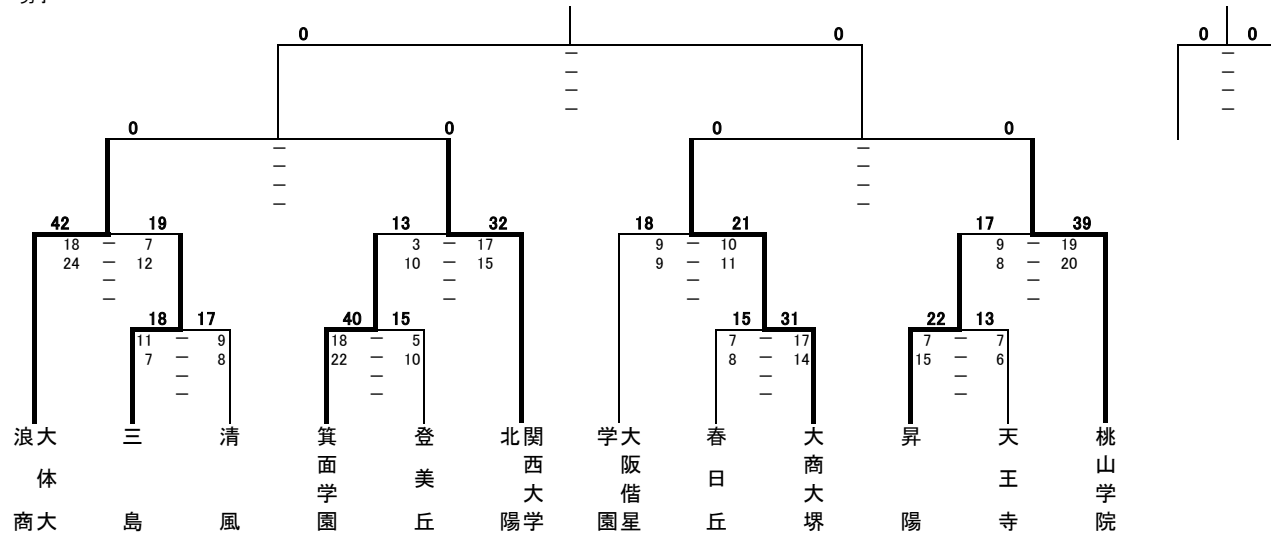 0 0 0 0
0 0 0 0
42 19 13 32 18 21 17 39
18 － 7 3 － 17 9 － 10 9 － 19
24 － 12 10 － 15 9 － 11 8 － 20
18 17 40 15 15 31 22 13
11 － 9 18 － 5 7 － 17 7 － 7
7 － 8 22 － 10 8 － 14 15 － 6
大体大浪商
三島
清風
箕面学園
登美丘
関西大学北陽
大阪偕星学園
春日丘
大商大堺
昇陽
天王寺
桃山学院